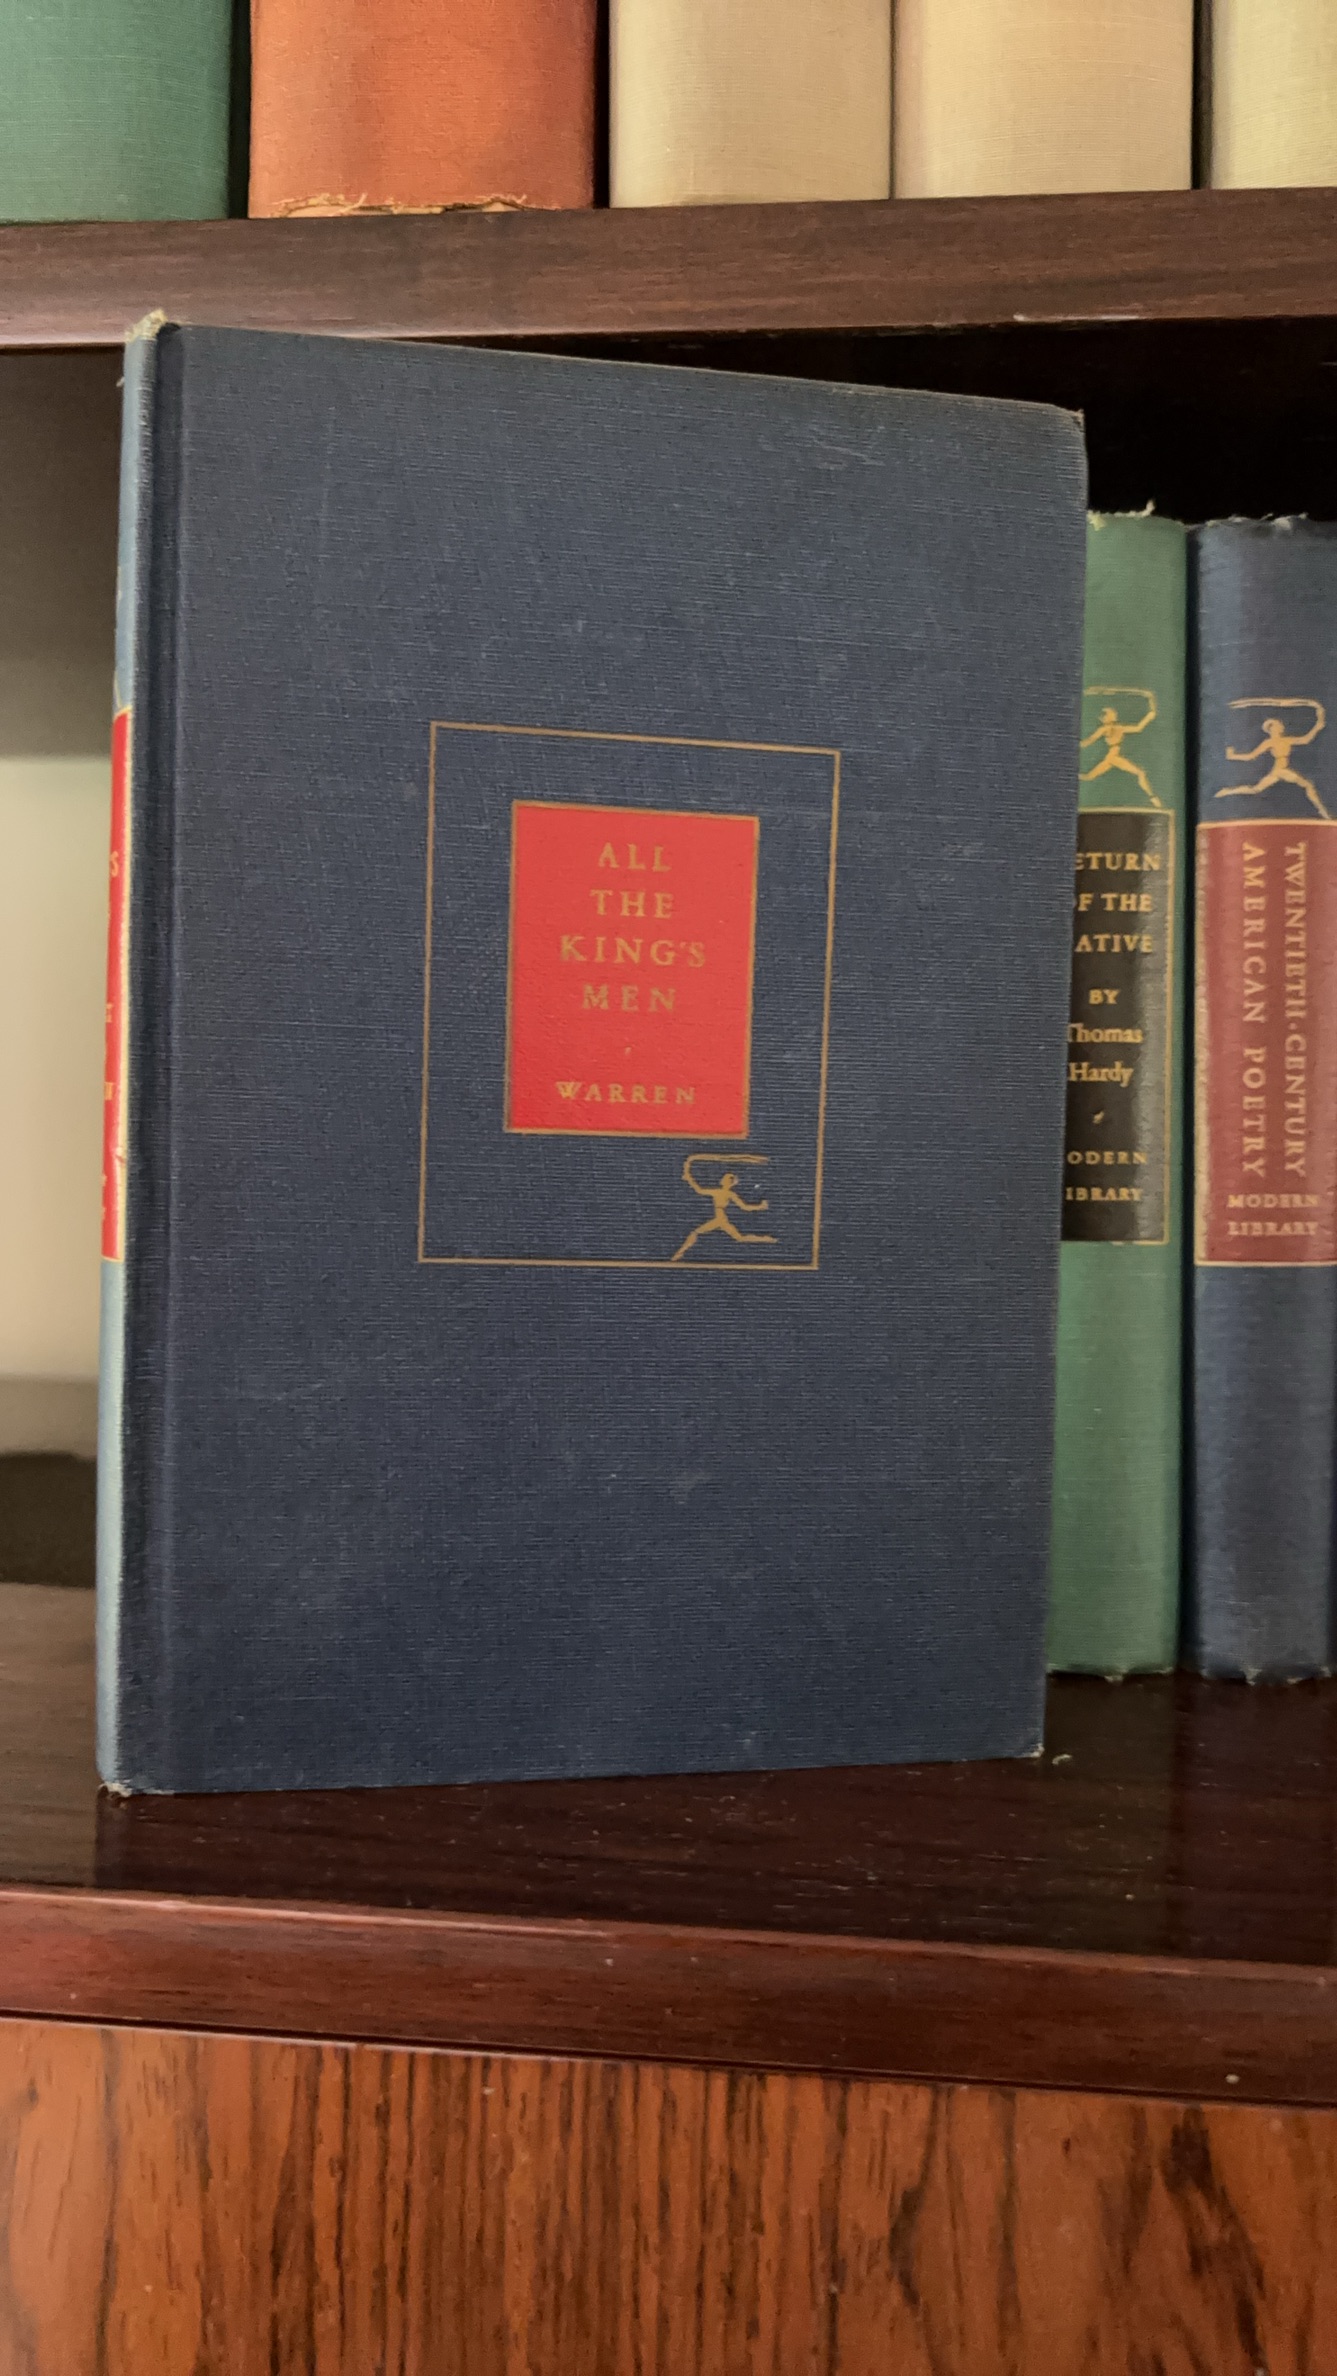 ALL
THE
KING'S
MEN
WARREN
ETURN
F THE
ATIVE
BY
Thomas
Hardy
ODERN
IBRARY
TWENTIETH·CENTURY
AMERICAN POETRY
MODERN
LIBRARY